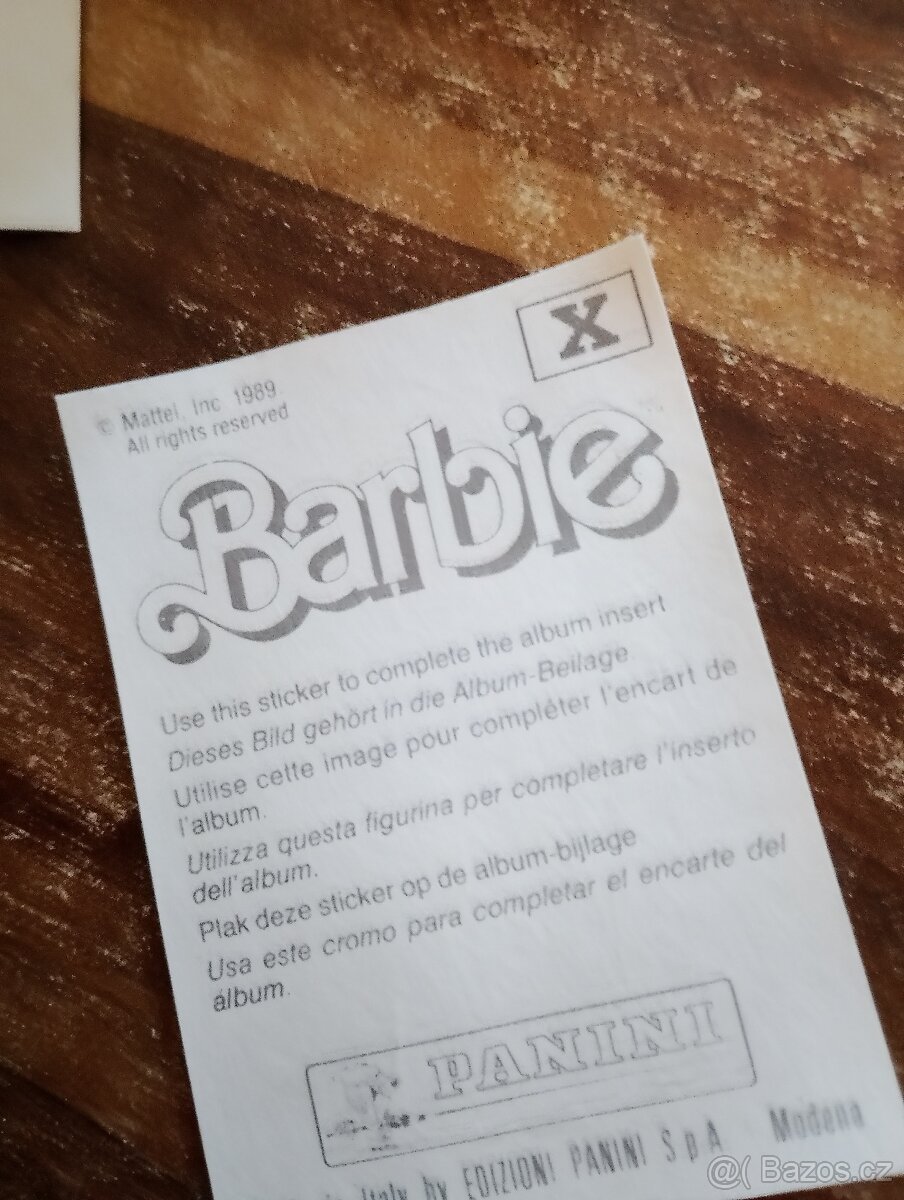 X
© Mattel, Inc. 1989.
All rights reserved
Barbie
Use this sticker to complete the album insert
Dieses Bild gehört in die Album-Beilage.
Utilise cette image pour compléter l'encart de
l'album.
Utilizza questa figurina per completare l'inserto
dell'album.
Plak deze sticker op de album-bijlage
Usa este cromo para completar el encarte del
álbum.
PANINI
Italy by EDIZIONI PANINI S.p.A. Modena
@( Bazos.cz